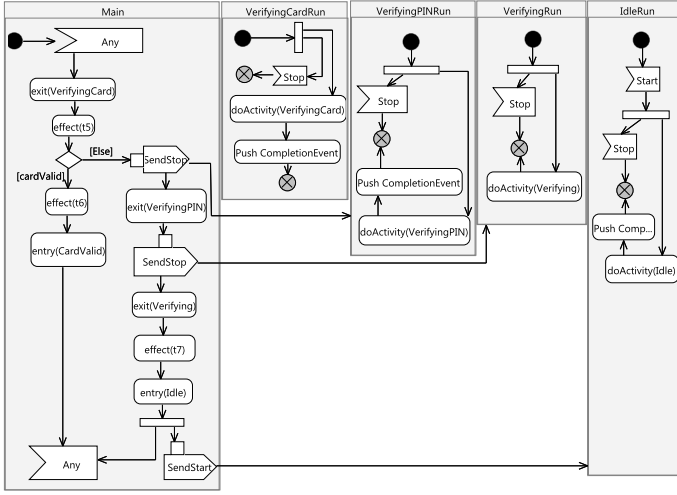 Main
Any
exit(VerifyingCard)
effect(t5)
[Else]
[cardValid]
SendStop
effect(t6)
exit(VerifyingPIN)
entry(CardValid)
SendStop
exit(Verifying)
effect(t7)
entry(Idle)
Any
SendStart
VerifyingCardRun
Stop
doActivity(VerifyingCard)
Push CompletionEvent
VerifyingPINRun
Stop
Push CompletionEvent
doActivity(VerifyingPIN)
VerifyingRun
Stop
doActivity(Verifying)
IdleRun
Start
Stop
Push Comp...
doActivity(Idle)